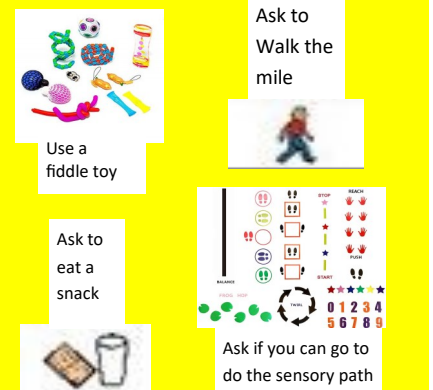 Use a
fiddle toy
Ask to
Walk the
mile
Ask to
eat a
snack
BALANCE
FROG HOP
TWIRL
STOP
START
REACH
PUSH
0 1 2 3 4
5 6 7 8 9
Ask if you can go to
do the sensory path